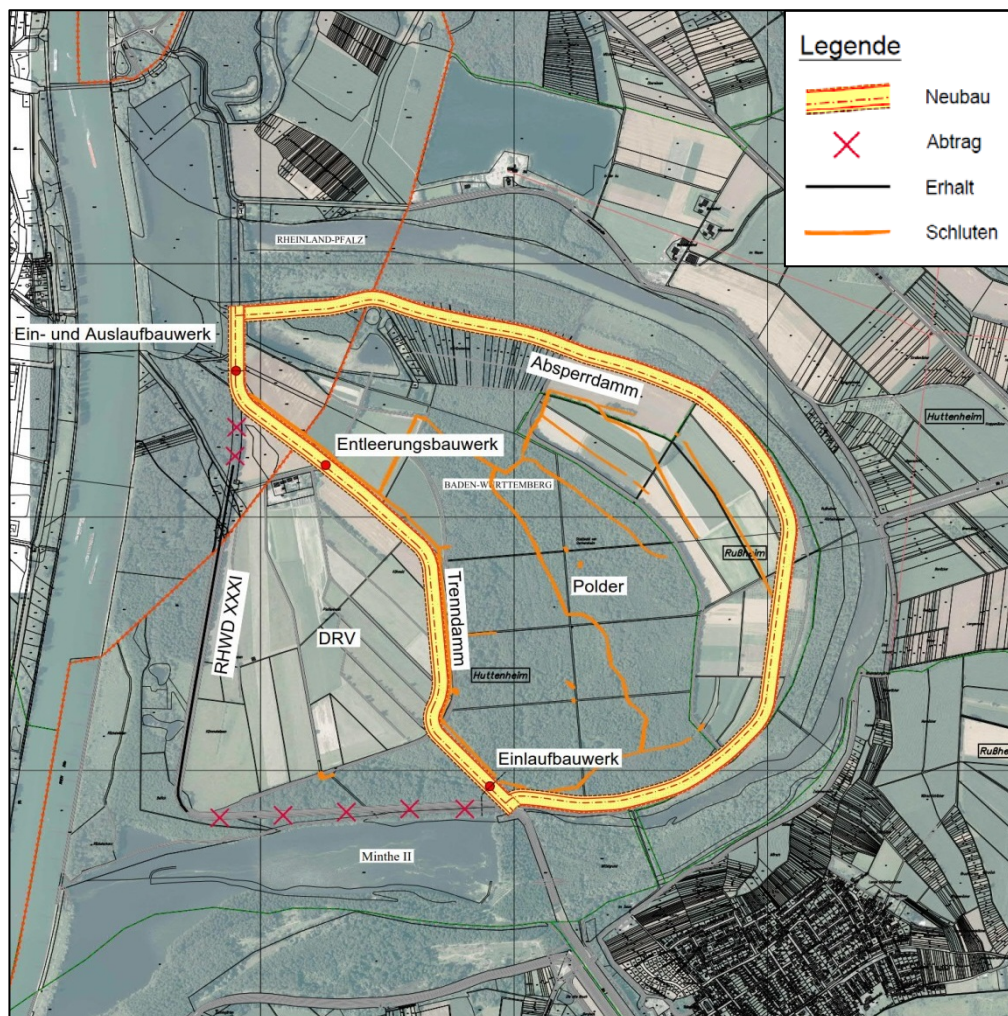 Legende
Neubau
Abtrag
Erhalt
Schluten
RHEINLAND-PFALZ
Ein- und Auslaufbauwerk
Absperrdamm
Huttenheim
Entleerungsbauwerk
BADEN-WÜRTTEMBERG
Rußheim
Polder
Trenndamm
RHWD XXXI
DRV
Huttenheim
Einlaufbauwerk
Rußhe
Minthe II